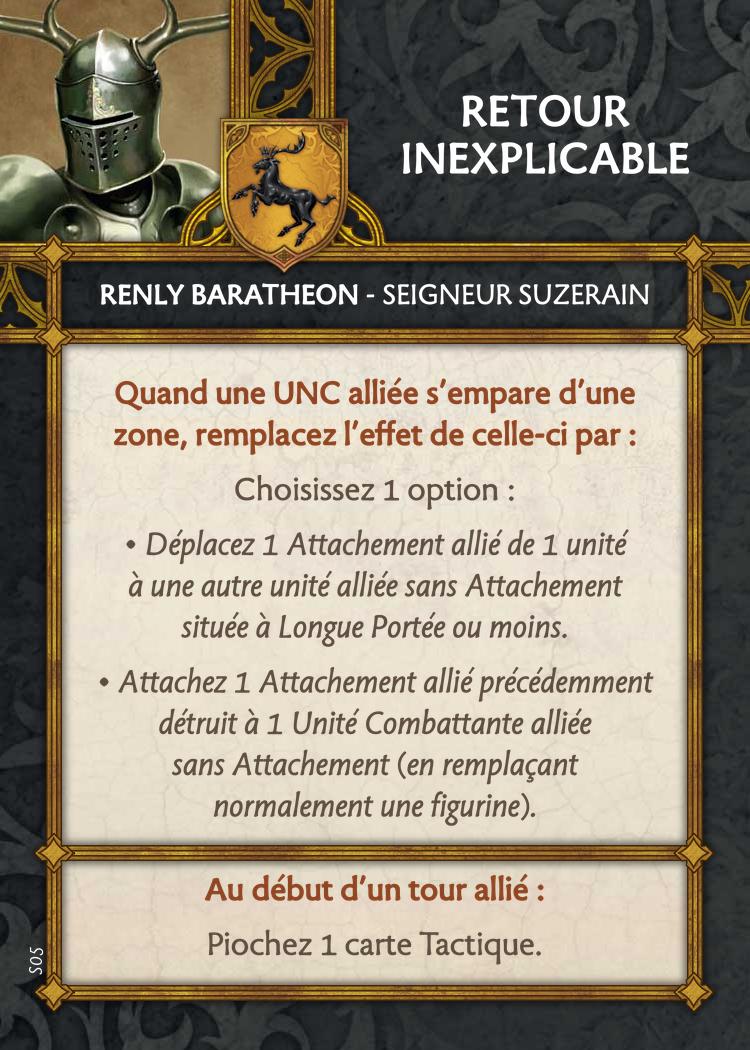 RETOUR
INEXPLICABLE
RENLY BARATHEON - SEIGNEUR SUZERAIN
Quand une UNC alliée s'empare d'une
zone, remplacez l'effet de celle-ci par :
Choisissez 1 option :
• Déplacez 1 Attachement allié de 1 unité
à une autre unité alliée sans Attachement
située à Longue Portée ou moins.
• Attachez 1 Attachement allié précédemment
détruit à 1 Unité Combattante alliée
sans Attachement (en remplaçant
normalement une figurine).
Au début d'un tour allié :
Piochez 1 carte Tactique.
S05